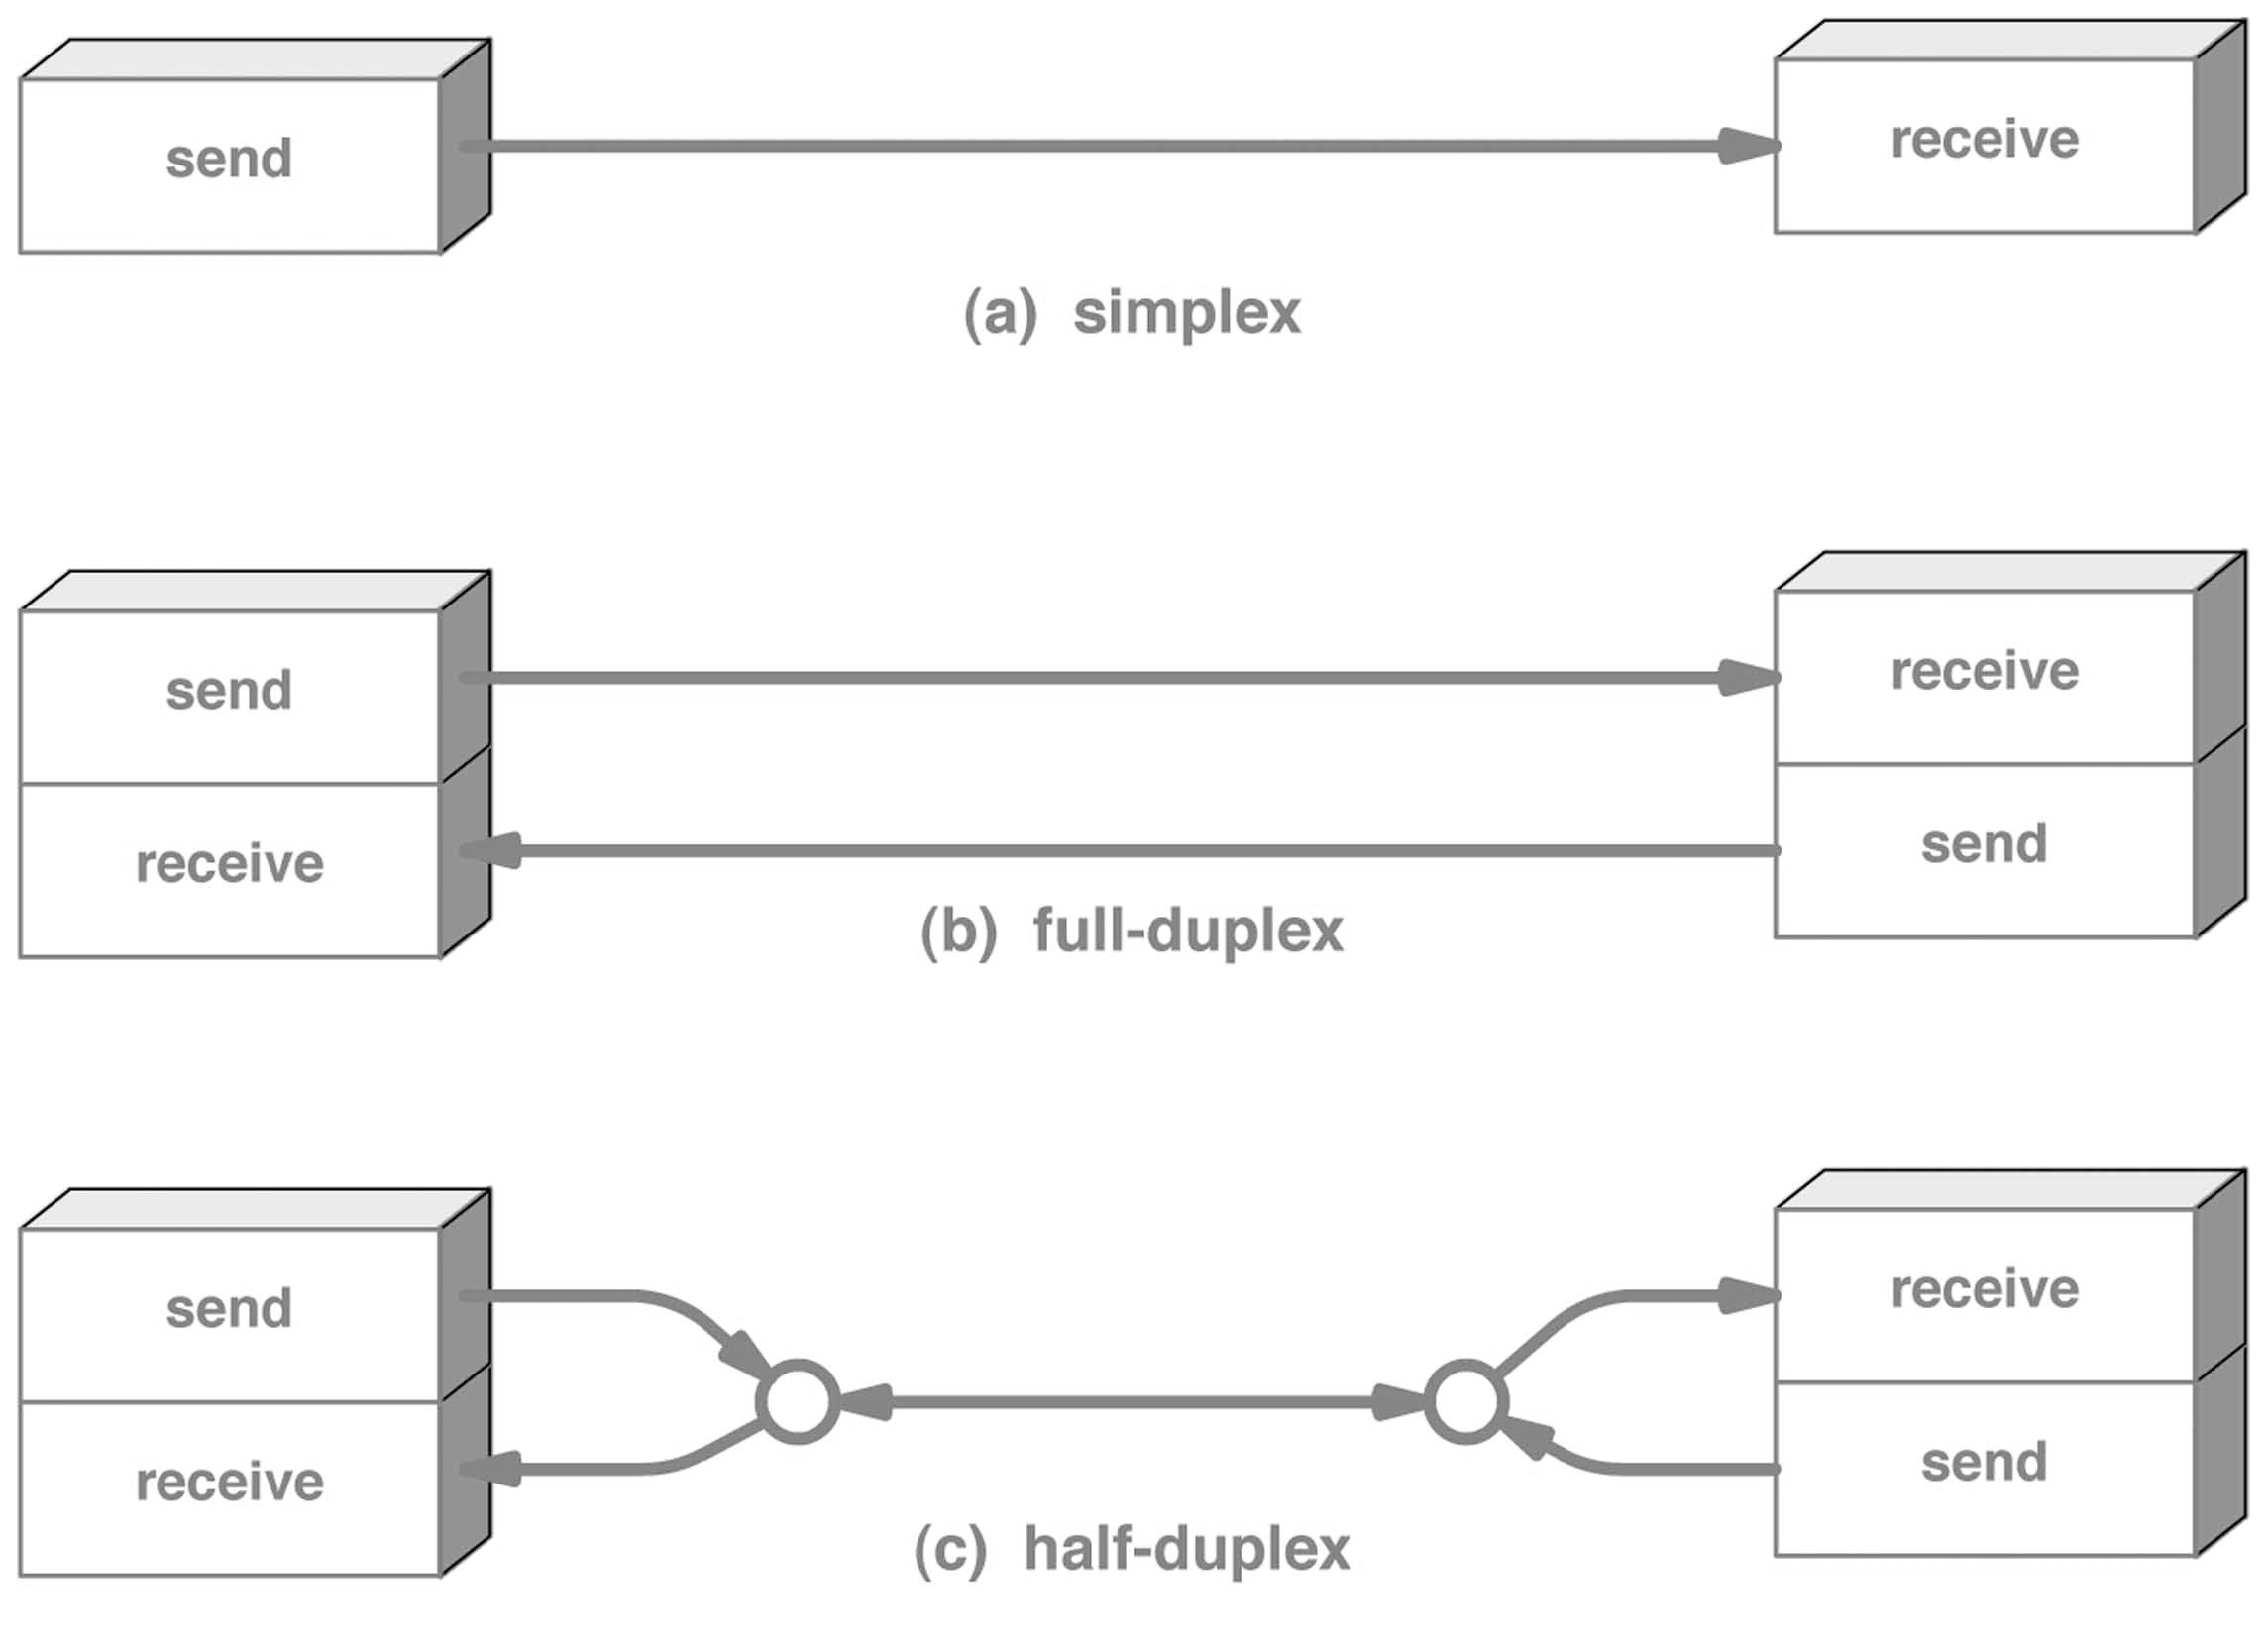 send
receive
(a) simplex
send
receive
receive
send
(b) full-duplex
send
receive
receive
send
(c) half-duplex